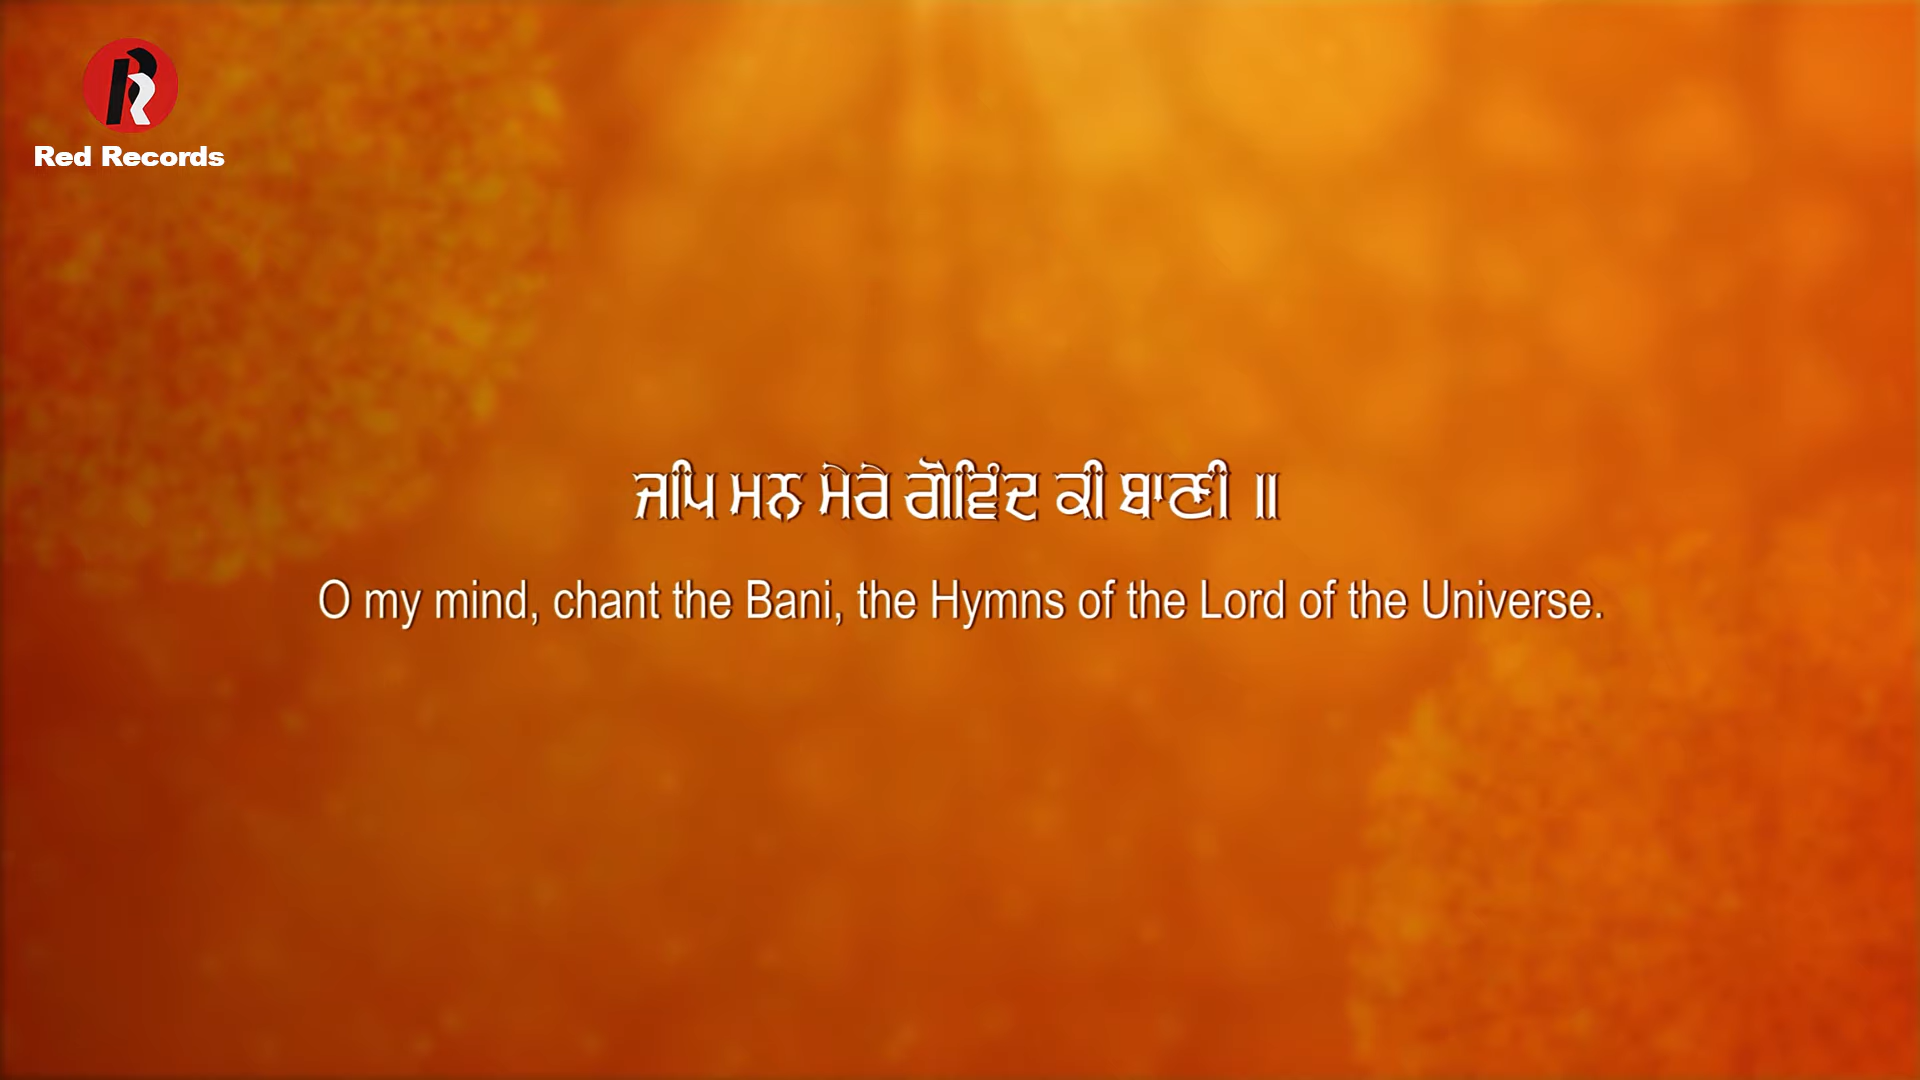 Red Records
ਜਪਿ ਮਨ ਮੇਰੇ ਗੋਵਿੰਦ ਕੀ ਬਾਣੀ ॥
O my mind, chant the Bani, the Hymns of the Lord of the Universe.